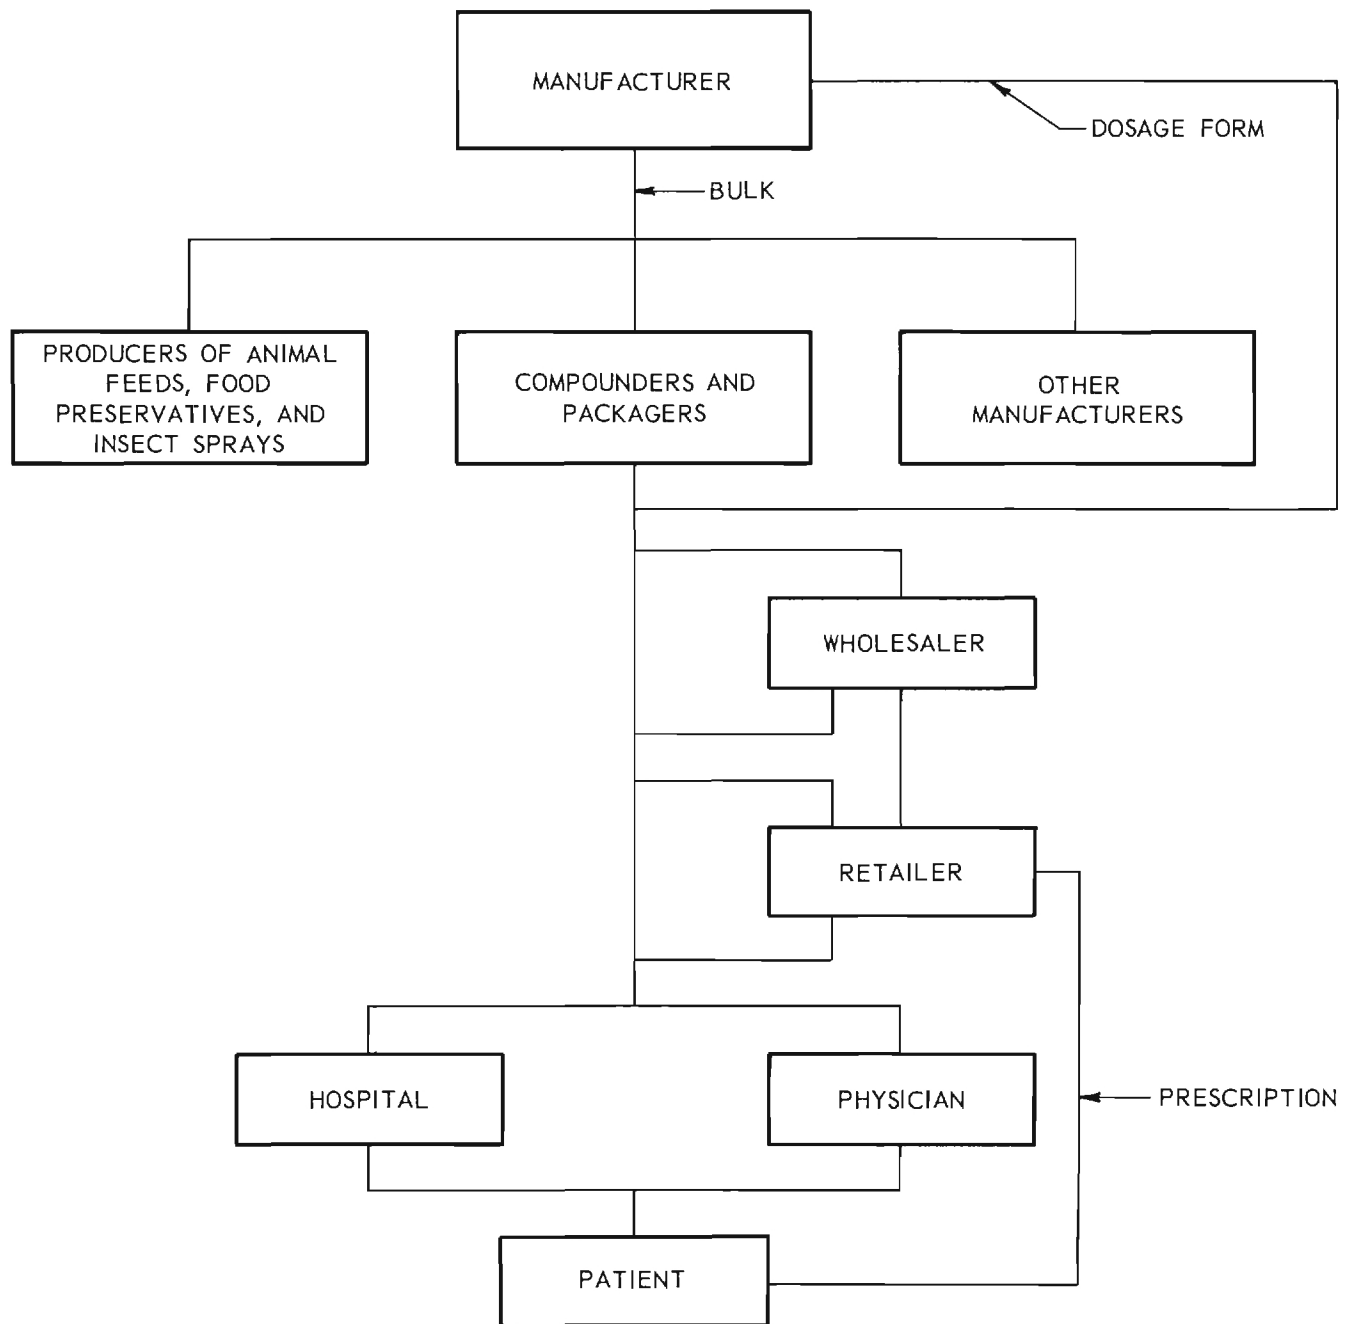 MANUFACTURER
DOSAGE FORM
BULK
PRODUCERS OF ANIMAL
FEEDS, FOOD
PRESERVATIVES, AND
INSECT SPRAYS
COMPOUNDERS AND
PACKAGERS
OTHER
MANUFACTURERS
WHOLESALER
RETAILER
HOSPITAL
PHYSICIAN
PRESCRIPTION
PATIENT